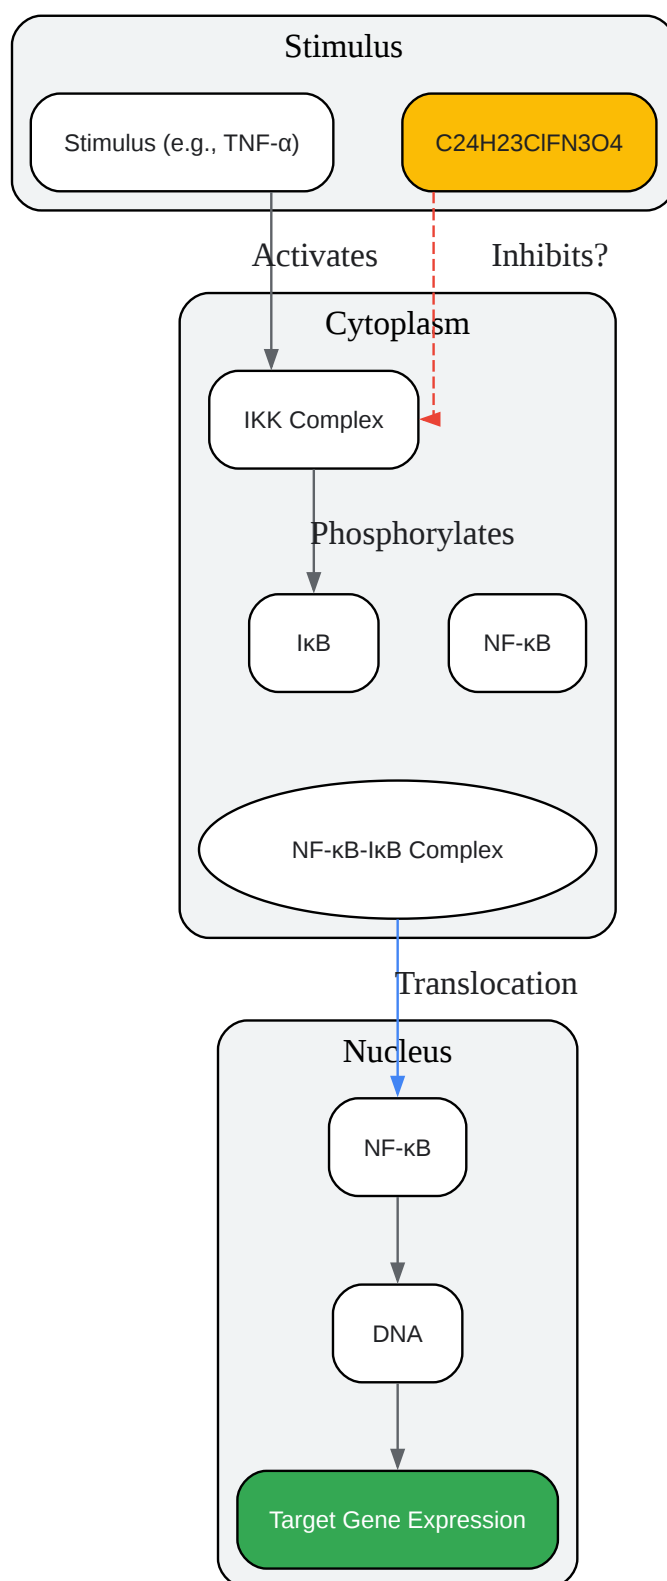 Stimulus
Stimulus (e.g., TNF-α)
C24H23ClFN3O4
Activates
Inhibits?
Cytoplasm
IKK Complex
Phosphorylates
IκB
NF-κB
NF-κB-IκB Complex
Translocation
Nucleus
NF-κB
DNA
Target Gene Expression